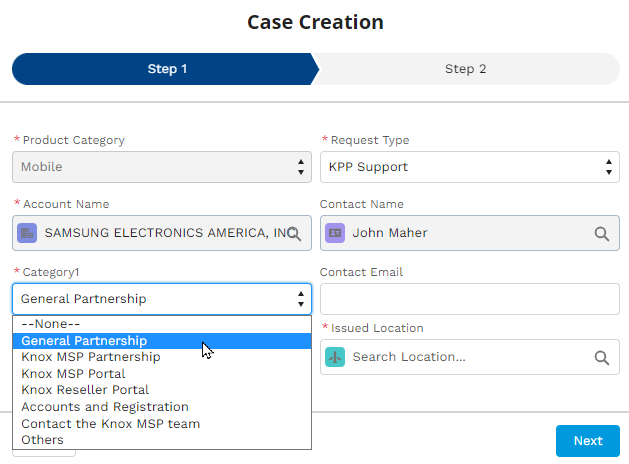 Case Creation
Step 1
Step 2
* Product Category
* Request Type
Mobile
KPP Support
* Account Name
Contact Name
SAMSUNG ELECTRONICS AMERICA, INC
John Maher
* Category1
Contact Email
General Partnership
--None--
* Issued Location
General Partnership
Knox MSP Partnership
Search Location...
Knox MSP Portal
Knox Reseller Portal
Accounts and Registration
Contact the Knox MSP team
Others
Next